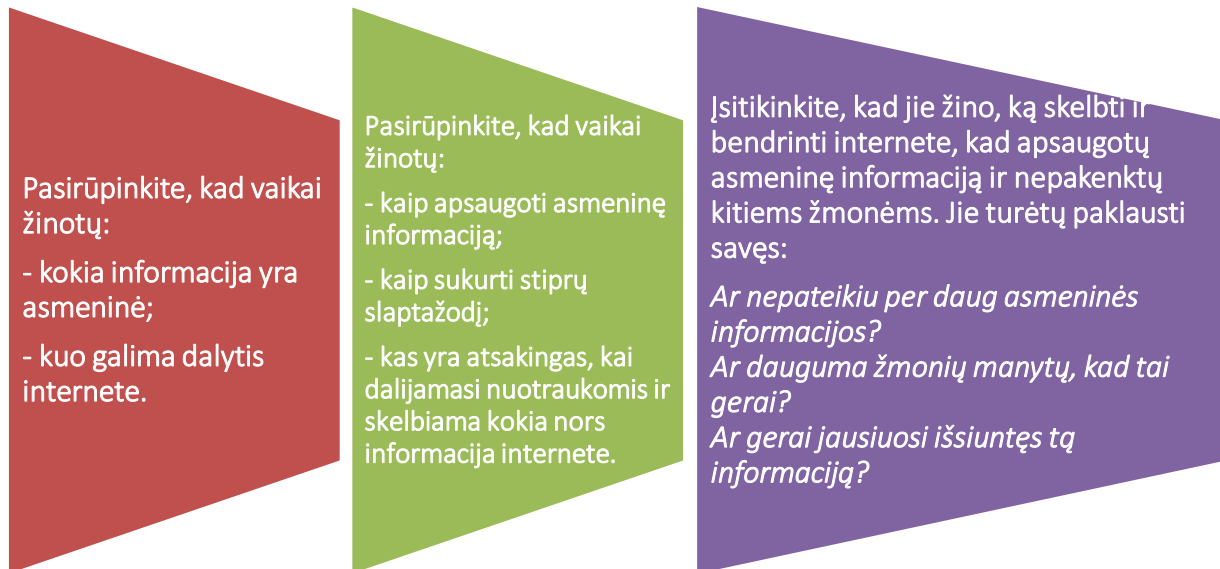 Pasirūpinkite, kad vaikai
žinotų:
- kokia informacija yra
asmeninė;
- kuo galima dalytis
internete.
Pasirūpinkite, kad vaikai
žinotų:
- kaip apsaugoti asmeninę
informaciją;
- kaip sukurti stiprų
slaptažodį;
- kas yra atsakingas, kai
dalijamasi nuotraukomis ir
skelbiama kokia nors
informacija internete.
Įsitikinkite, kad jie žino, ką skelbti ir
bendrinti internete, kad apsaugotų
asmeninę informaciją ir nepakenktų
kitiems žmonėms. Jie turėtų paklausti
savęs:
Ar nepateikiu per daug asmeninės
informacijos?
Ar dauguma žmonių manytų, kad tai
gerai?
Ar gerai jausiuosi išsiuntęs tą
informaciją?